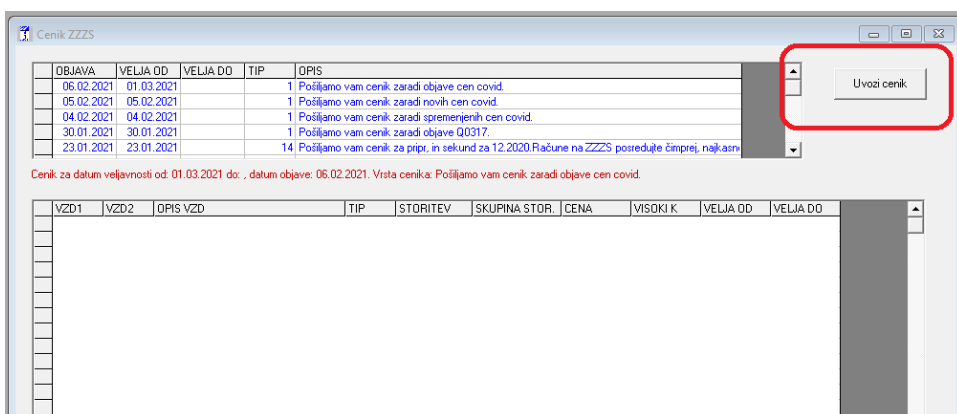 Cenik ZZZS
OBJAVA VELJA OD VELJA DO TIP OPIS
06.02.2021 01.03.2021 1 Pošiljamo vam cenik zaradi objave cen covid.
05.02.2021 05.02.2021 1 Pošiljamo vam cenik zaradi novih cen covid.
04.02.2021 04.02.2021 1 Pošiljamo vam cenik zaradi spremenjenih cen covid.
30.01.2021 30.01.2021 1 Pošiljamo vam cenik zaradi objave Q0317.
23.01.2021 23.01.2021 14 Pošiljamo vam cenik za pripr, in sekund za 12.2020.Račune na ZZZS posredujte čimprej, najkasn
Uvozi cenik
Cenik za datum veljavnosti od: 01.03.2021 do: , datum objave: 06.02.2021. Vrsta cenika: Pošiljamo vam cenik zaradi objave cen covid.
VZD1 VZD2 OPIS VZD TIP STORITEV SKUPINA STOR. CENA VISOKI K VELJA OD VELJA DO